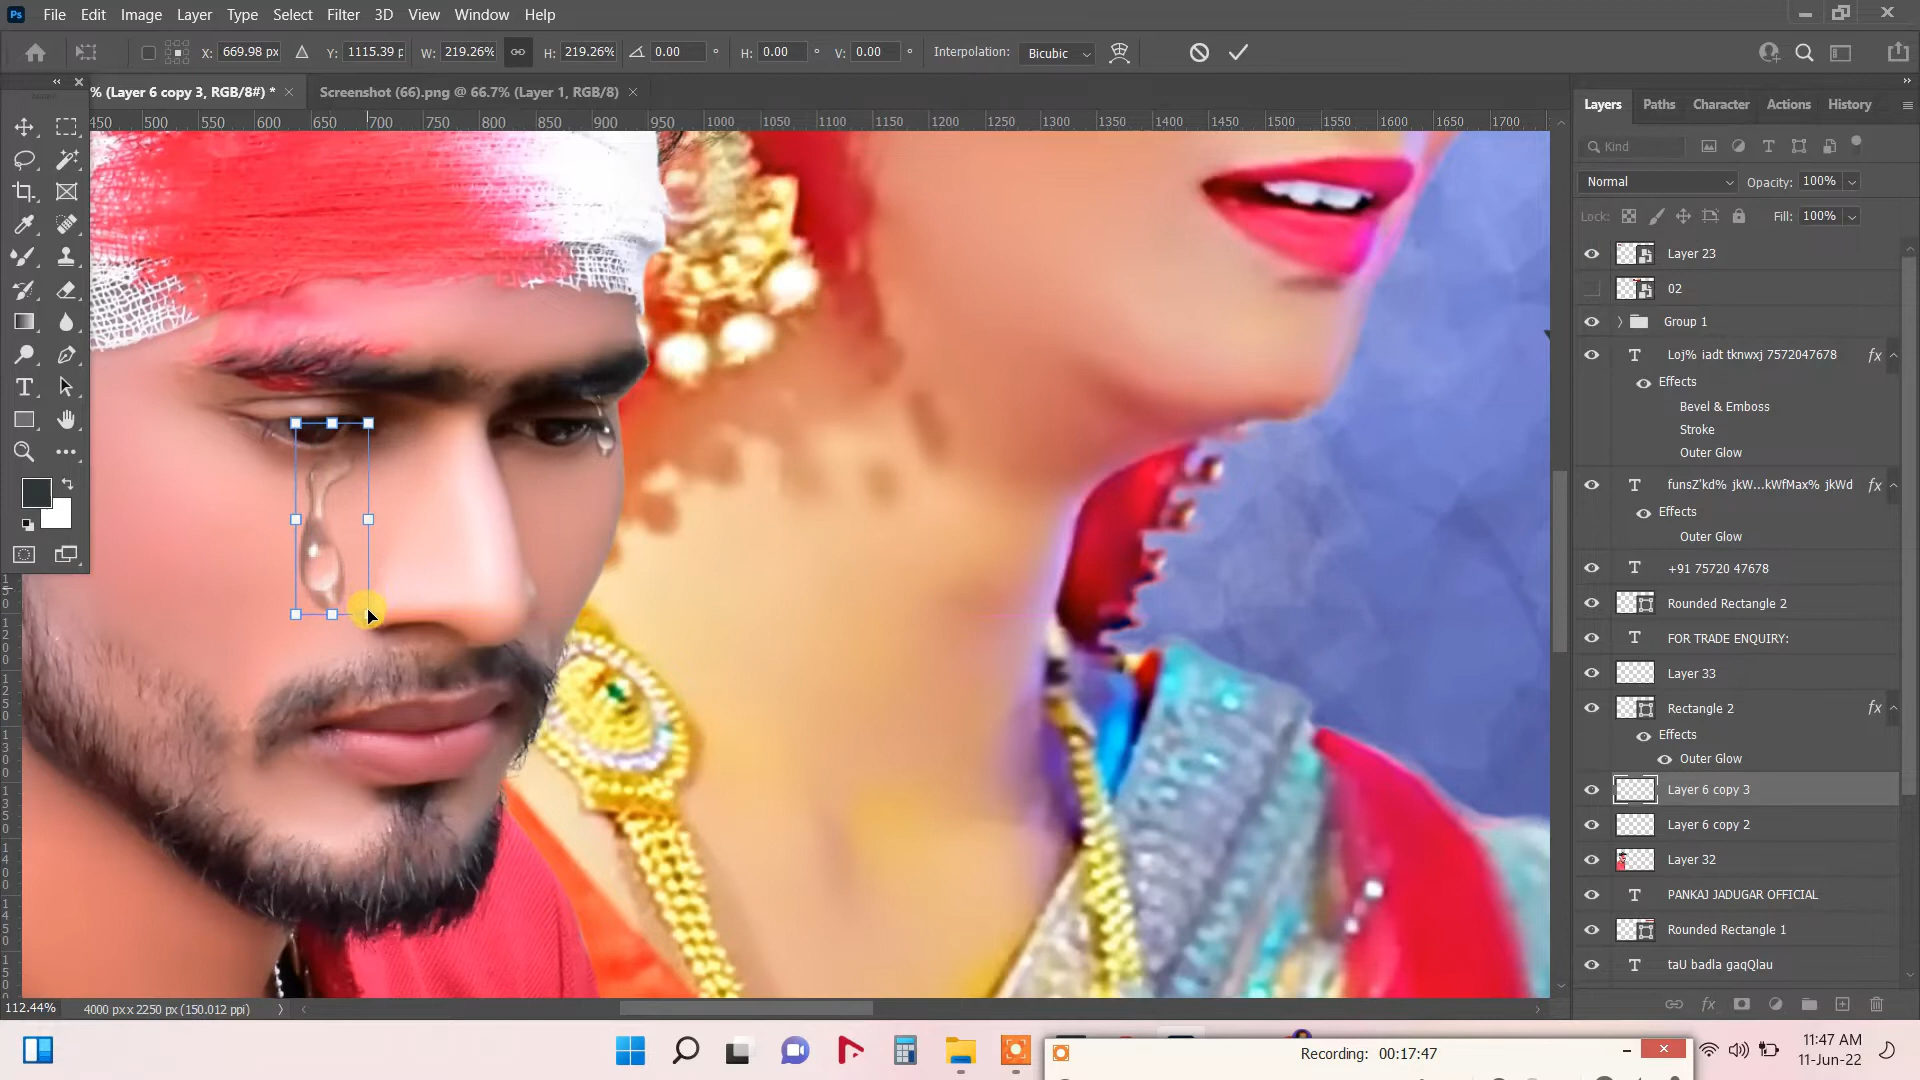 Ps File Edit Image Layer Type Select Filter 3D View Window Help
X: 669.98 px Y: 1115.39 p W: 219.26% H: 219.26% 0.00 ° H: 0.00 ° V: 0.00 ° Interpolation: Bicubic
% (Layer 6 copy 3, RGB/8#) * Screenshot (66).png @ 66.7% (Layer 1, RGB/8)
450 500 550 600 650 700 750 800 850 900 950 1000 1050 1100 1150 1200 1250 1300 1350 1400 1450 1500 1550 1600 1650 1700
Layers Paths Character Actions History
Kind
Normal Opacity: 100%
Lock: Fill: 100%
Layer 23
02
Group 1
Loj% iadt tknwxj 7572047678 fx
Effects
Bevel & Emboss
Stroke
Outer Glow
funsZ'kd% jkW...kWfMax% jkWd fx
Effects
Outer Glow
+91 75720 47678
Rounded Rectangle 2
FOR TRADE ENQUIRY:
Layer 33
Rectangle 2 fx
Effects
Outer Glow
Layer 6 copy 3
Layer 6 copy 2
Layer 32
PANKAJ JADUGAR OFFICIAL
Rounded Rectangle 1
taU badla gaqQlau
112.44% 4000 px x 2250 px (150.012 ppi)
Recording: 00:17:47
11:47 AM
11-Jun-22